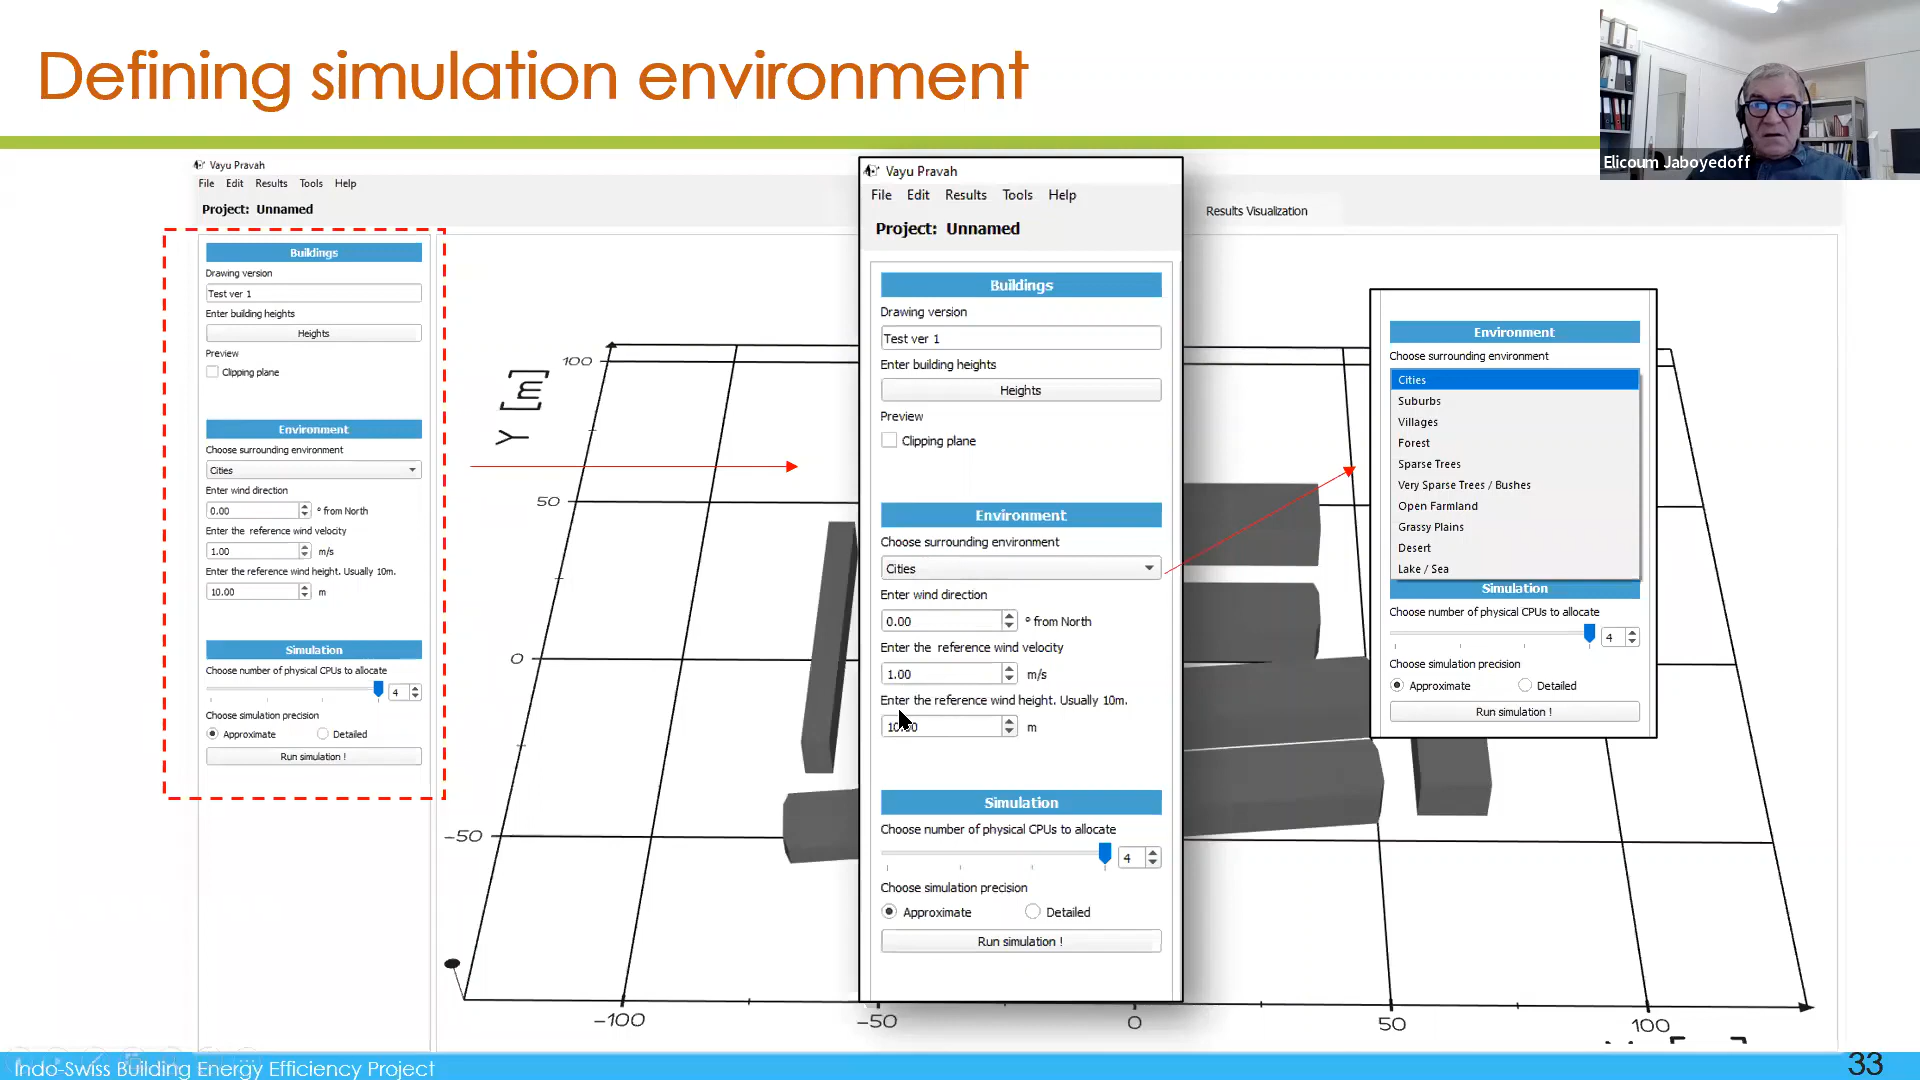 Defining simulation environment
Elicoum Jaboyedoff
Vayu Pravah
File Edit Results Tools Help
Project: Unnamed
Buildings
Drawing version
Test ver 1
Enter building heights
Heights
Preview
Clipping plane
Environment
Choose surrounding environment
Cities
Enter wind direction
0.00 ° from North
Enter the reference wind velocity
1.00 m/s
Enter the reference wind height. Usually 10m.
10.00 m
Simulation
Choose number of physical CPUs to allocate
4
Choose simulation precision
Approximate Detailed
Run simulation !
Y [m]
100
50
0
-50
-100
-50
0
50
100
Vayu Pravah
File Edit Results Tools Help
Project: Unnamed
Buildings
Drawing version
Test ver 1
Enter building heights
Heights
Preview
Clipping plane
Environment
Choose surrounding environment
Cities
Enter wind direction
0.00 ° from North
Enter the reference wind velocity
1.00 m/s
Enter the reference wind height. Usually 10m.
10.00 m
Simulation
Choose number of physical CPUs to allocate
4
Choose simulation precision
Approximate Detailed
Run simulation !
Results Visualization
Environment
Choose surrounding environment
Cities
Suburbs
Villages
Forest
Sparse Trees
Very Sparse Trees / Bushes
Open Farmland
Grassy Plains
Desert
Lake / Sea
Simulation
Choose number of physical CPUs to allocate
4
Choose simulation precision
Approximate Detailed
Run simulation !
Indo-Swiss Building Energy Efficiency Project
33